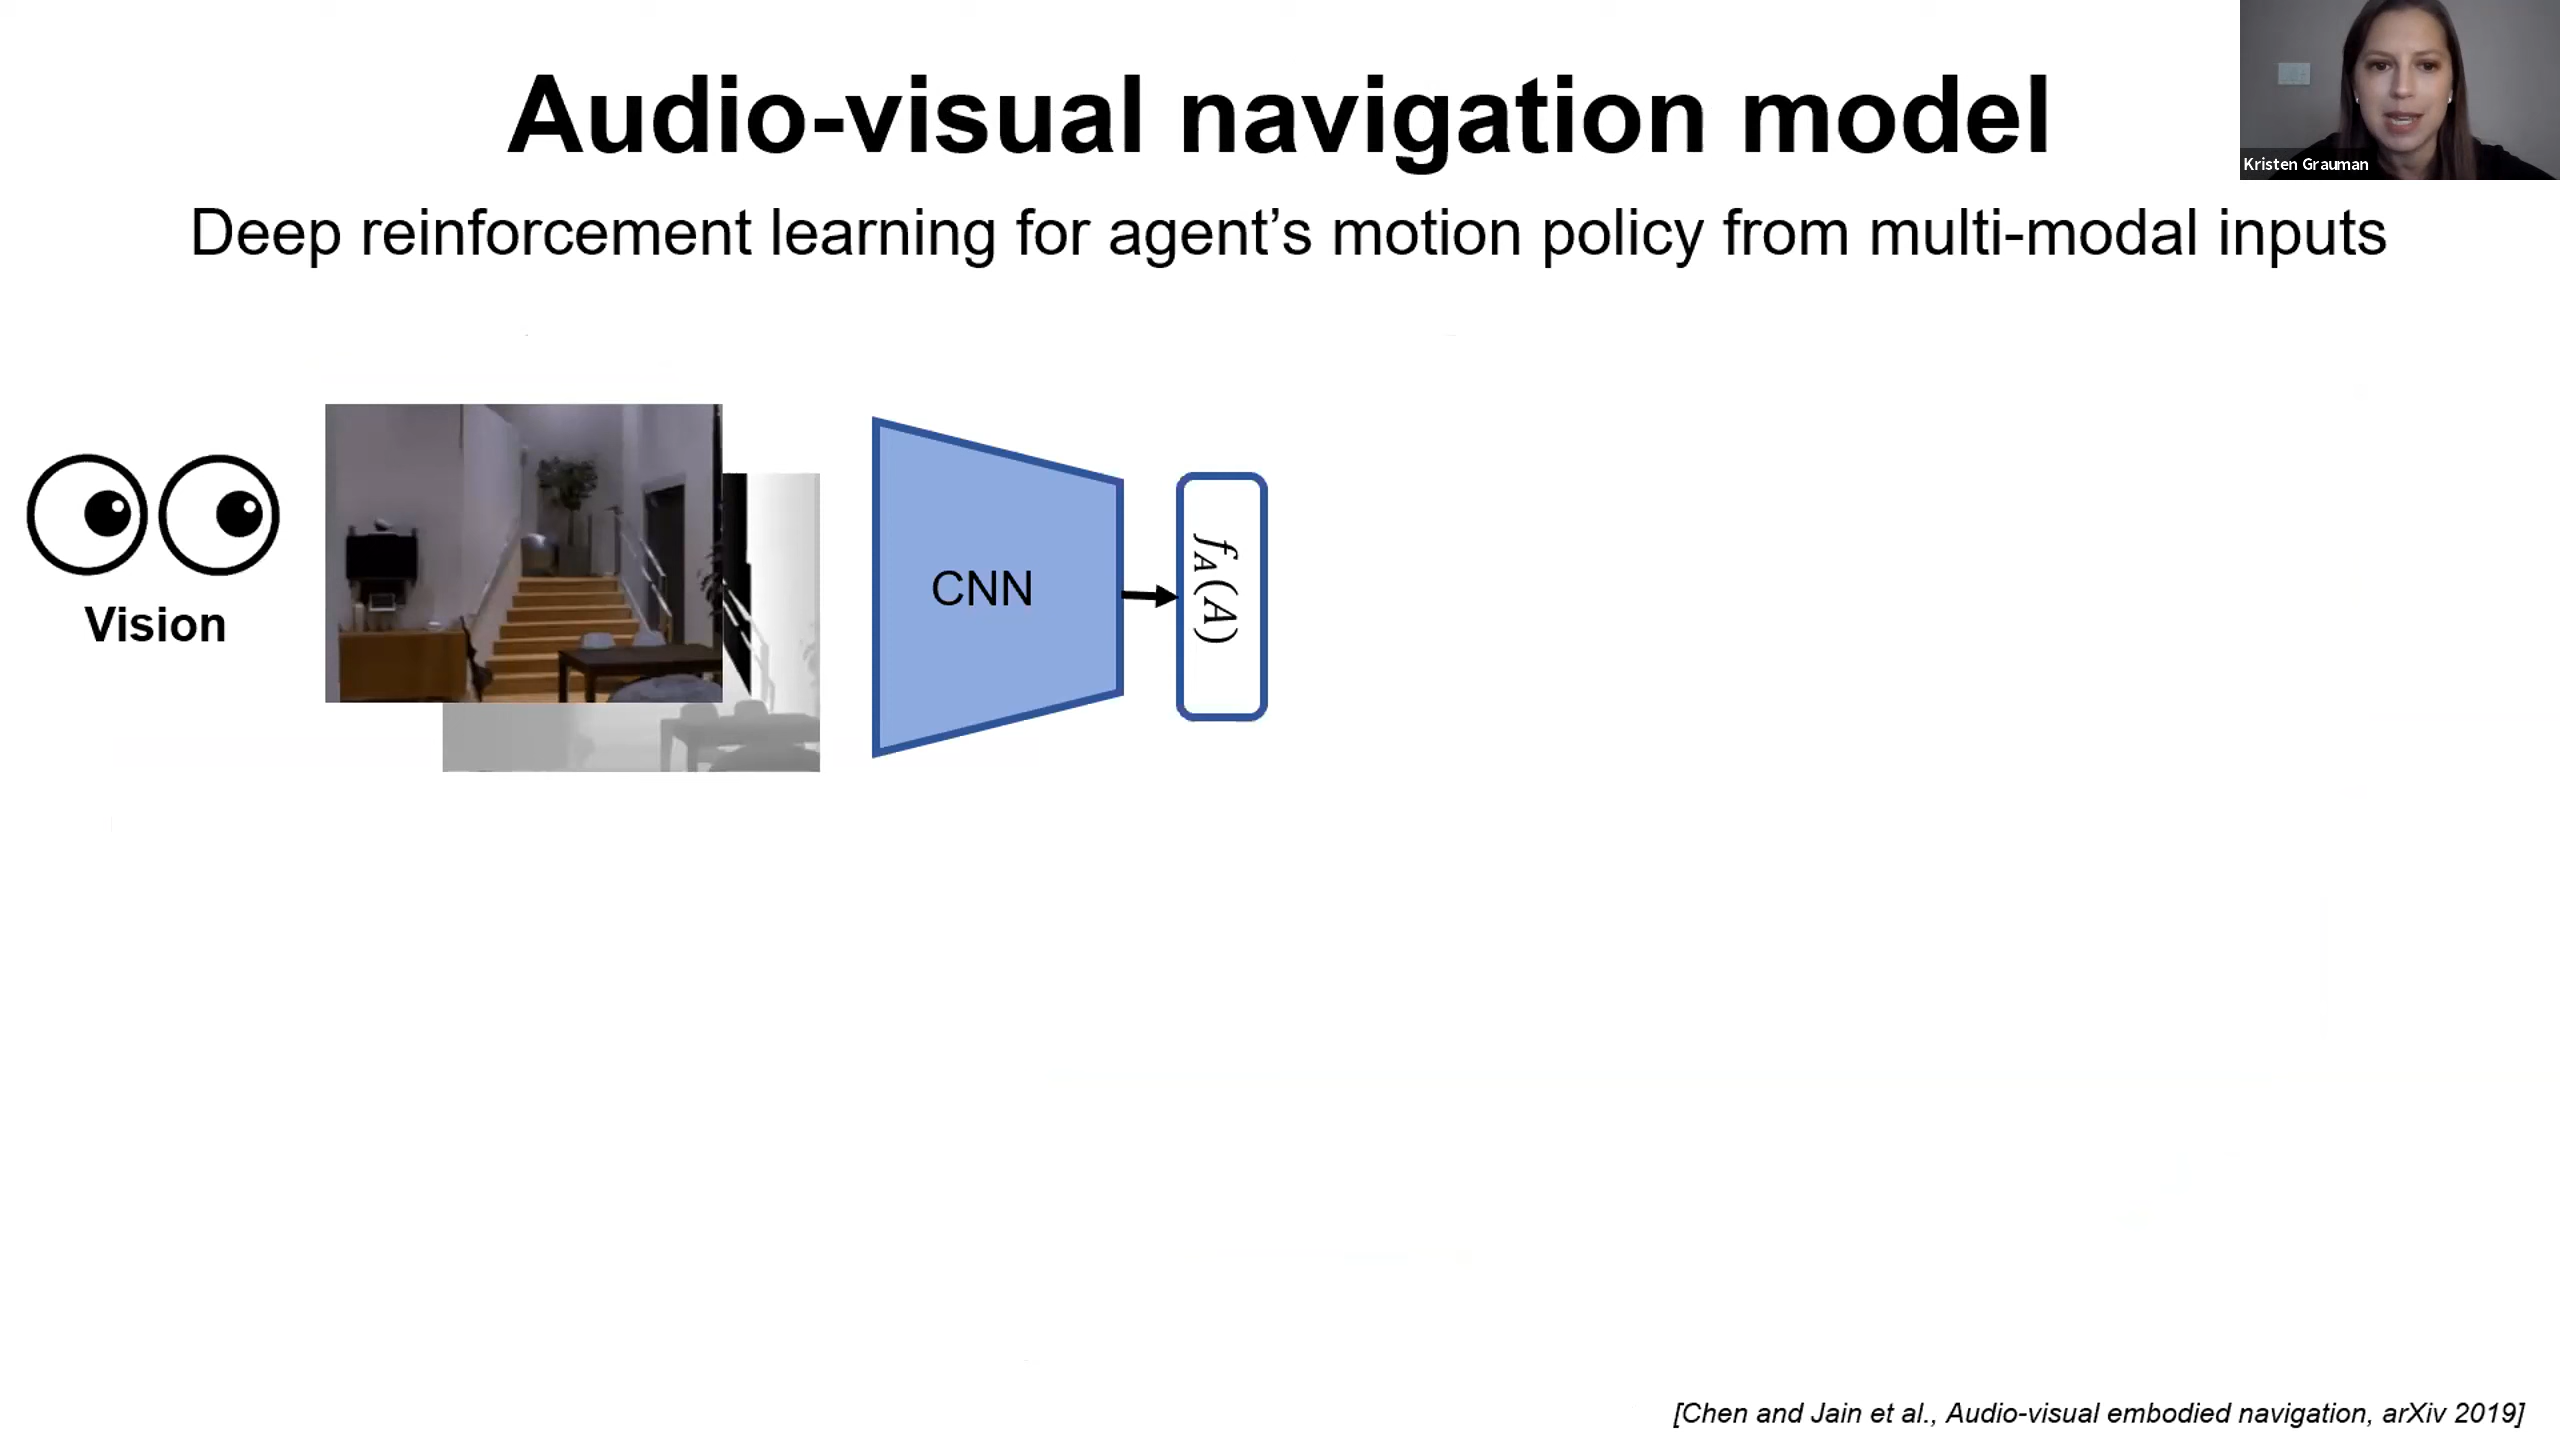 Audio-visual navigation model
Kristen Grauman
Deep reinforcement learning for agent’s motion policy from multi-modal inputs
Vision
CNN
f_A(A)
[Chen and Jain et al., Audio-visual embodied navigation, arXiv 2019]